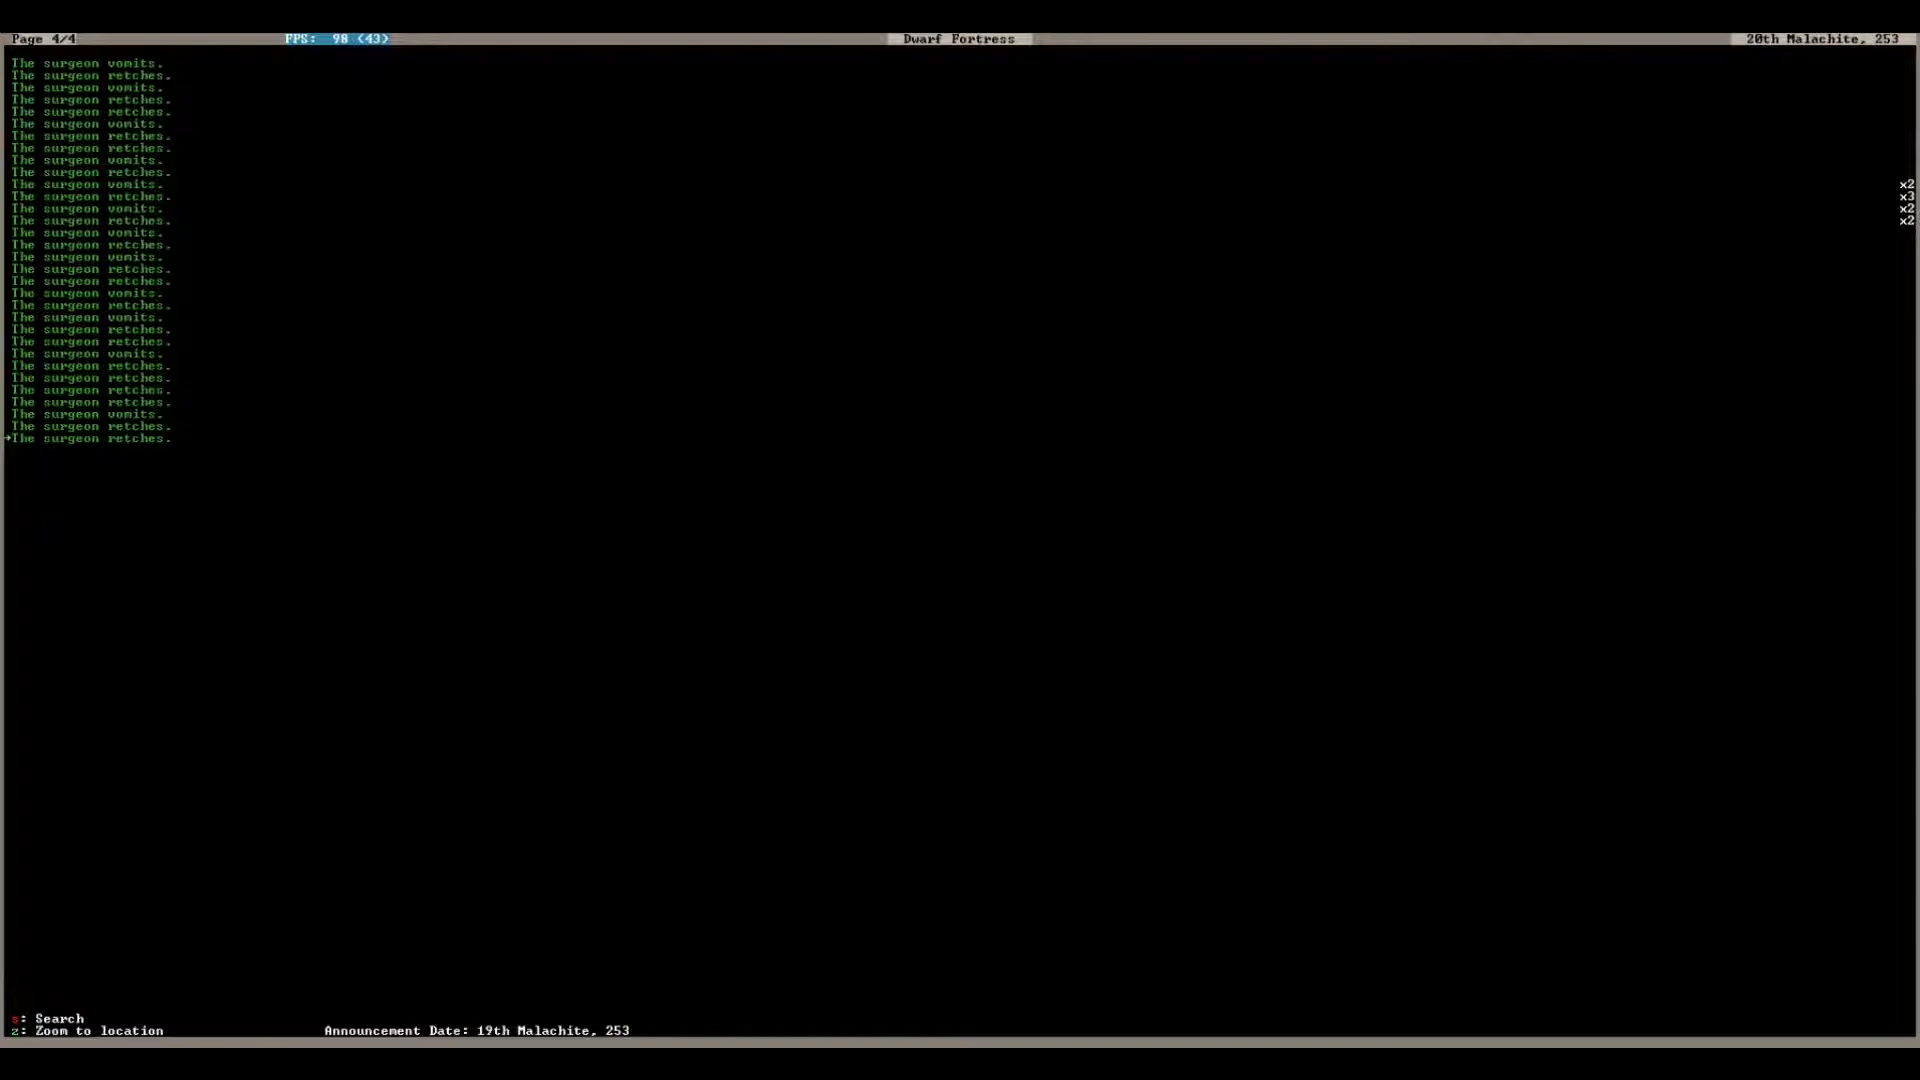 Page 4/4 FPS: 98 (43) Dwarf Fortress 20th Malachite, 253
The surgeon vomits.
The surgeon retches.
The surgeon vomits.
The surgeon retches.
The surgeon retches.
The surgeon vomits.
The surgeon retches.
The surgeon retches.
The surgeon vomits.
The surgeon retches.
The surgeon vomits. x2
The surgeon retches. x3
The surgeon vomits. x2
The surgeon retches. x2
The surgeon vomits.
The surgeon retches.
The surgeon vomits.
The surgeon retches.
The surgeon retches.
The surgeon vomits.
The surgeon retches.
The surgeon vomits.
The surgeon retches.
The surgeon retches.
The surgeon vomits.
The surgeon retches.
The surgeon retches.
The surgeon retches.
The surgeon retches.
The surgeon vomits.
The surgeon retches.
→The surgeon retches.
s: Search
z: Zoom to location Announcement Date: 19th Malachite, 253